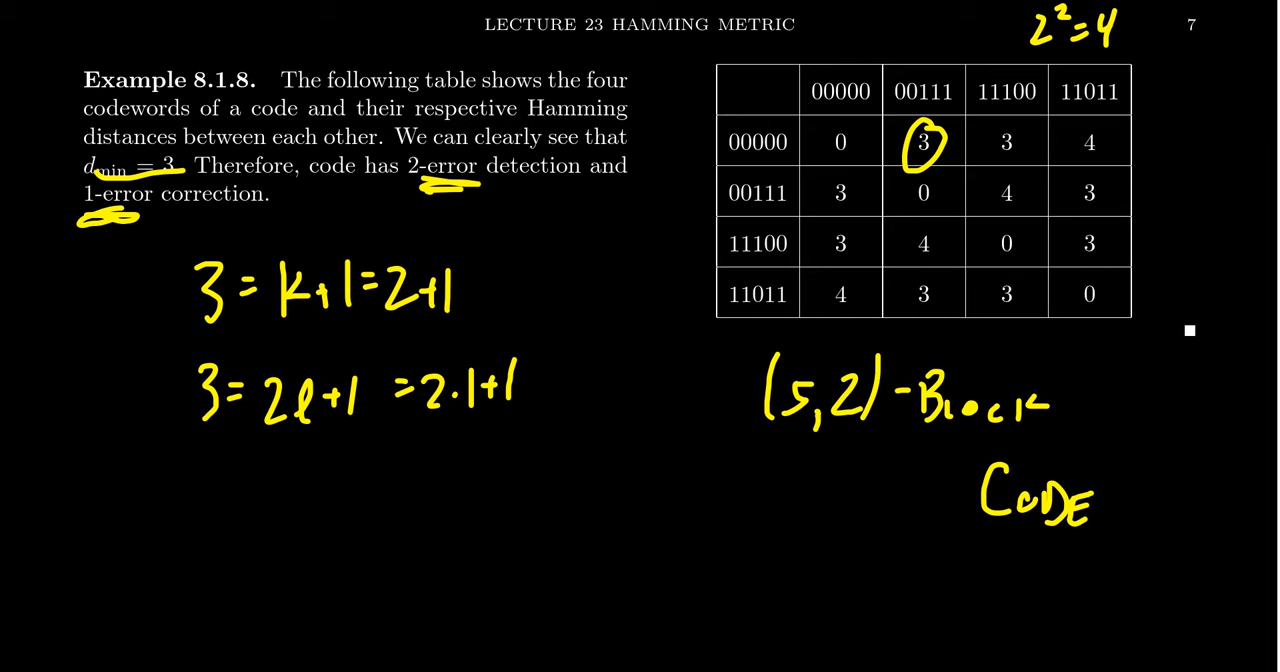 LECTURE 23 HAMMING METRIC
7
2² = 4
Example 8.1.8. The following table shows the four
codewords of a code and their respective Hamming
distances between each other. We can clearly see that
d_min = 3. Therefore, code has 2-error detection and
1-error correction.
00000 00111 11100 11011
00000 0 3 3 4
00111 3 0 4 3
11100 3 4 0 3
11011 4 3 3 0
3 = k+1 = 2+1
3 = 2ℓ+1 = 2·1+1
(5,2) - BLOCK
CODE